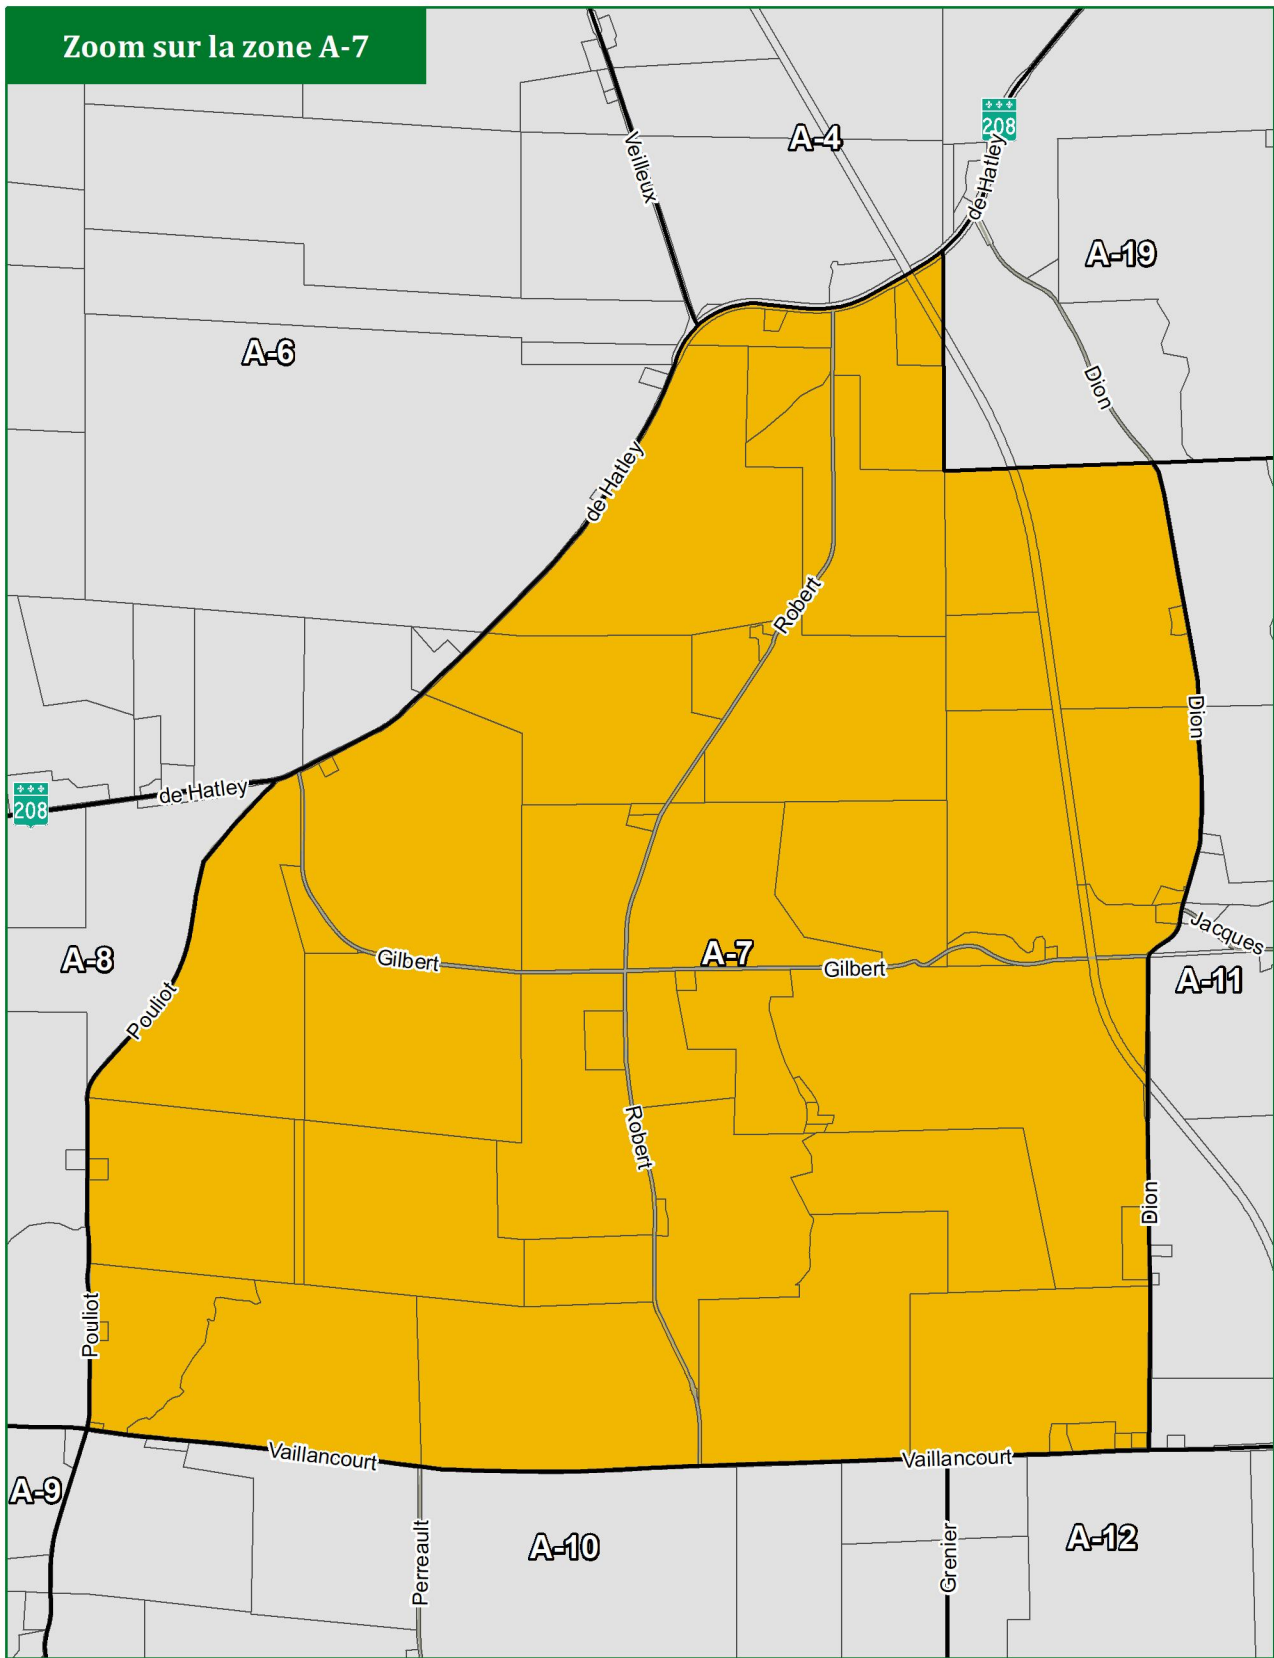 Zoom sur la zone A-7
208
A-4
Veilleux
de Hatley
A-19
A-6
Dion
de Hatley
Robert
Dion
de Hatley
208
Jacques
A-7
A-8
Gilbert
Gilbert
A-11
Pouliot
Robert
Dion
Pouliot
Vaillancourt
Vaillancourt
A-9
A-10
A-12
Perreault
Grenier